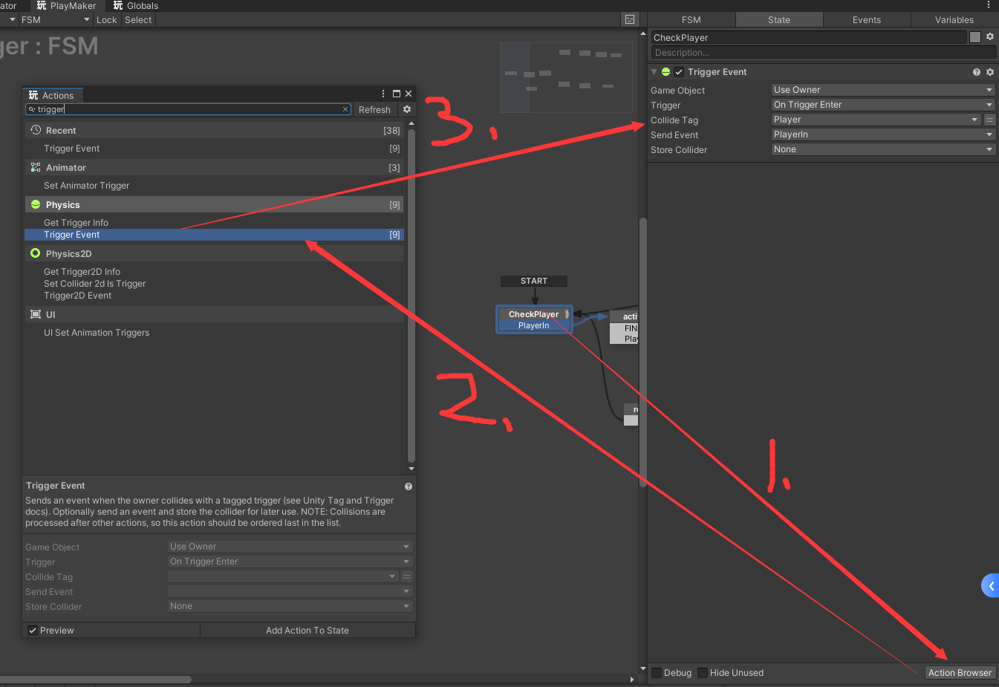 ator
PlayMaker
Globals
FSM
Lock
Select
ger : FSM
Actions
trigger
Refresh
Recent [38]
Trigger Event [9]
Animator [3]
Set Animator Trigger
Physics [9]
Get Trigger Info
Trigger Event [9]
Physics2D
Get Trigger2D Info
Set Collider 2d Is Trigger
Trigger2D Event
UI
UI Set Animation Triggers
Trigger Event
Sends an event when the owner collides with a tagged trigger (see Unity Tag and Trigger
docs). Optionally send an event and store the collider for later use. NOTE: Collisions are
processed after other actions, so this action should be ordered last in the list.
Game Object Use Owner
Trigger On Trigger Enter
Collide Tag
Send Event
Store Collider None
Preview
Add Action To State
3.
2.
1.
START
CheckPlayer
PlayerIn
acti
FIN
Play
re
FSM
State
Events
Variables
CheckPlayer
Description...
Trigger Event
Game Object Use Owner
Trigger On Trigger Enter
Collide Tag Player
Send Event PlayerIn
Store Collider None
Debug
Hide Unused
Action Browser